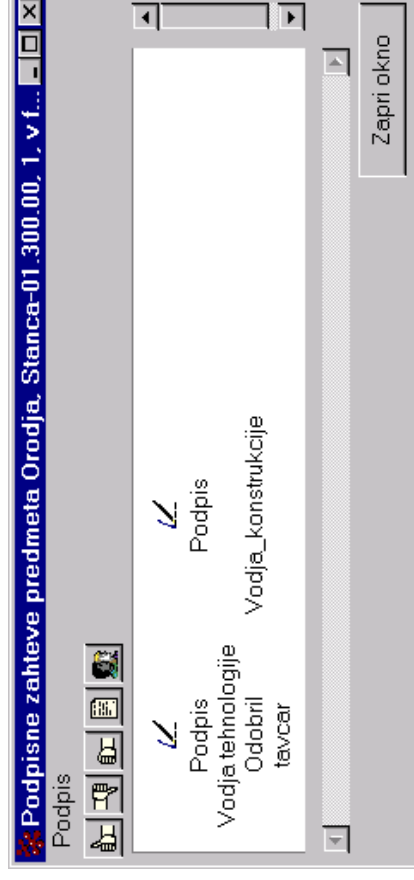 Podpisne zahteve predmeta Orodja, Stanca-01.300.00, 1, v f...
Podpis
Podpis
Vodja tehnologije
Odobril
tavcar
Podpis
Vodja_konstrukcije
Zapri okno